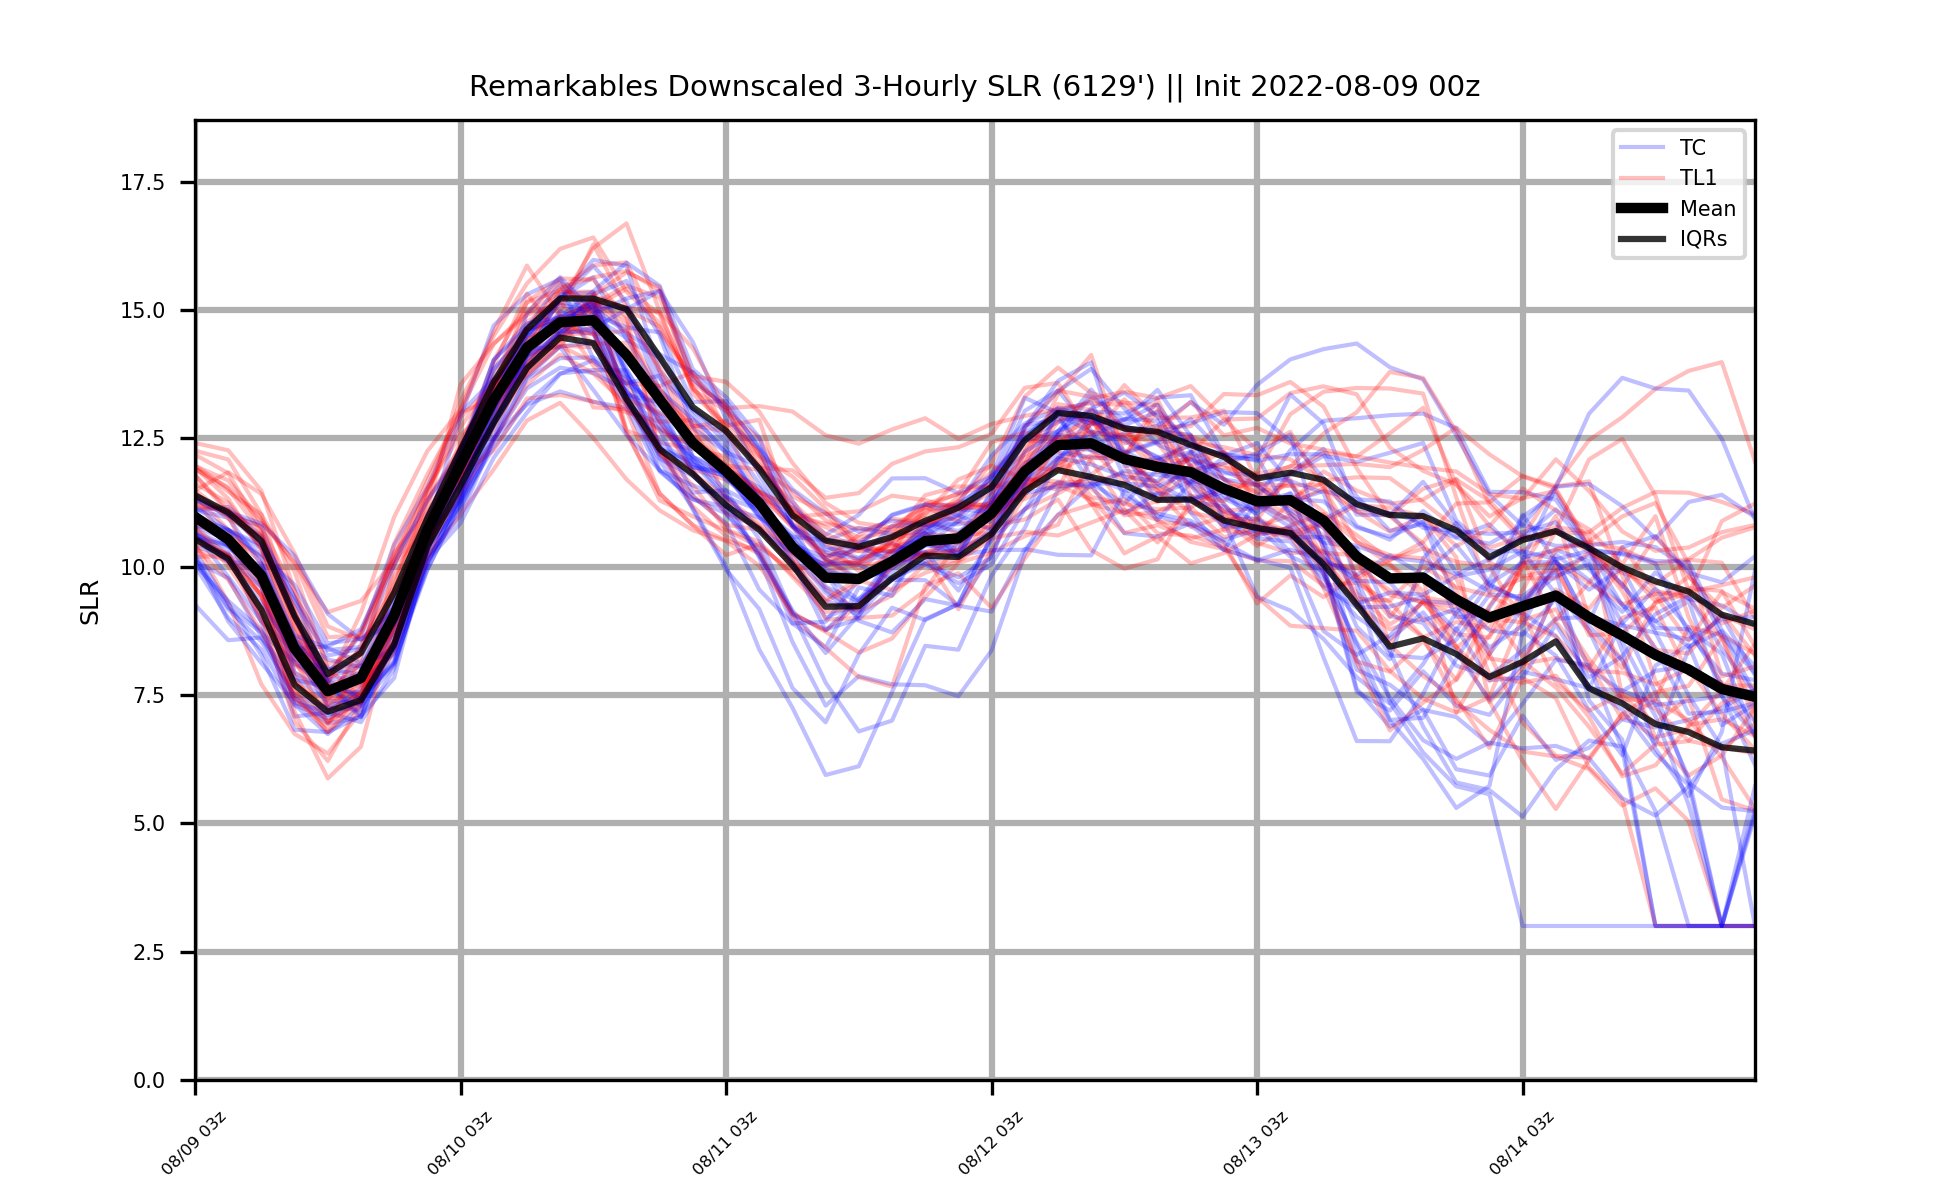 Remarkables Downscaled 3-Hourly SLR (6129') || Init 2022-08-09 00z
TC
TL1
Mean
IQRs
SLR
17.5
15.0
12.5
10.0
7.5
5.0
2.5
0.0
08/09 03z
08/10 03z
08/11 03z
08/12 03z
08/13 03z
08/14 03z